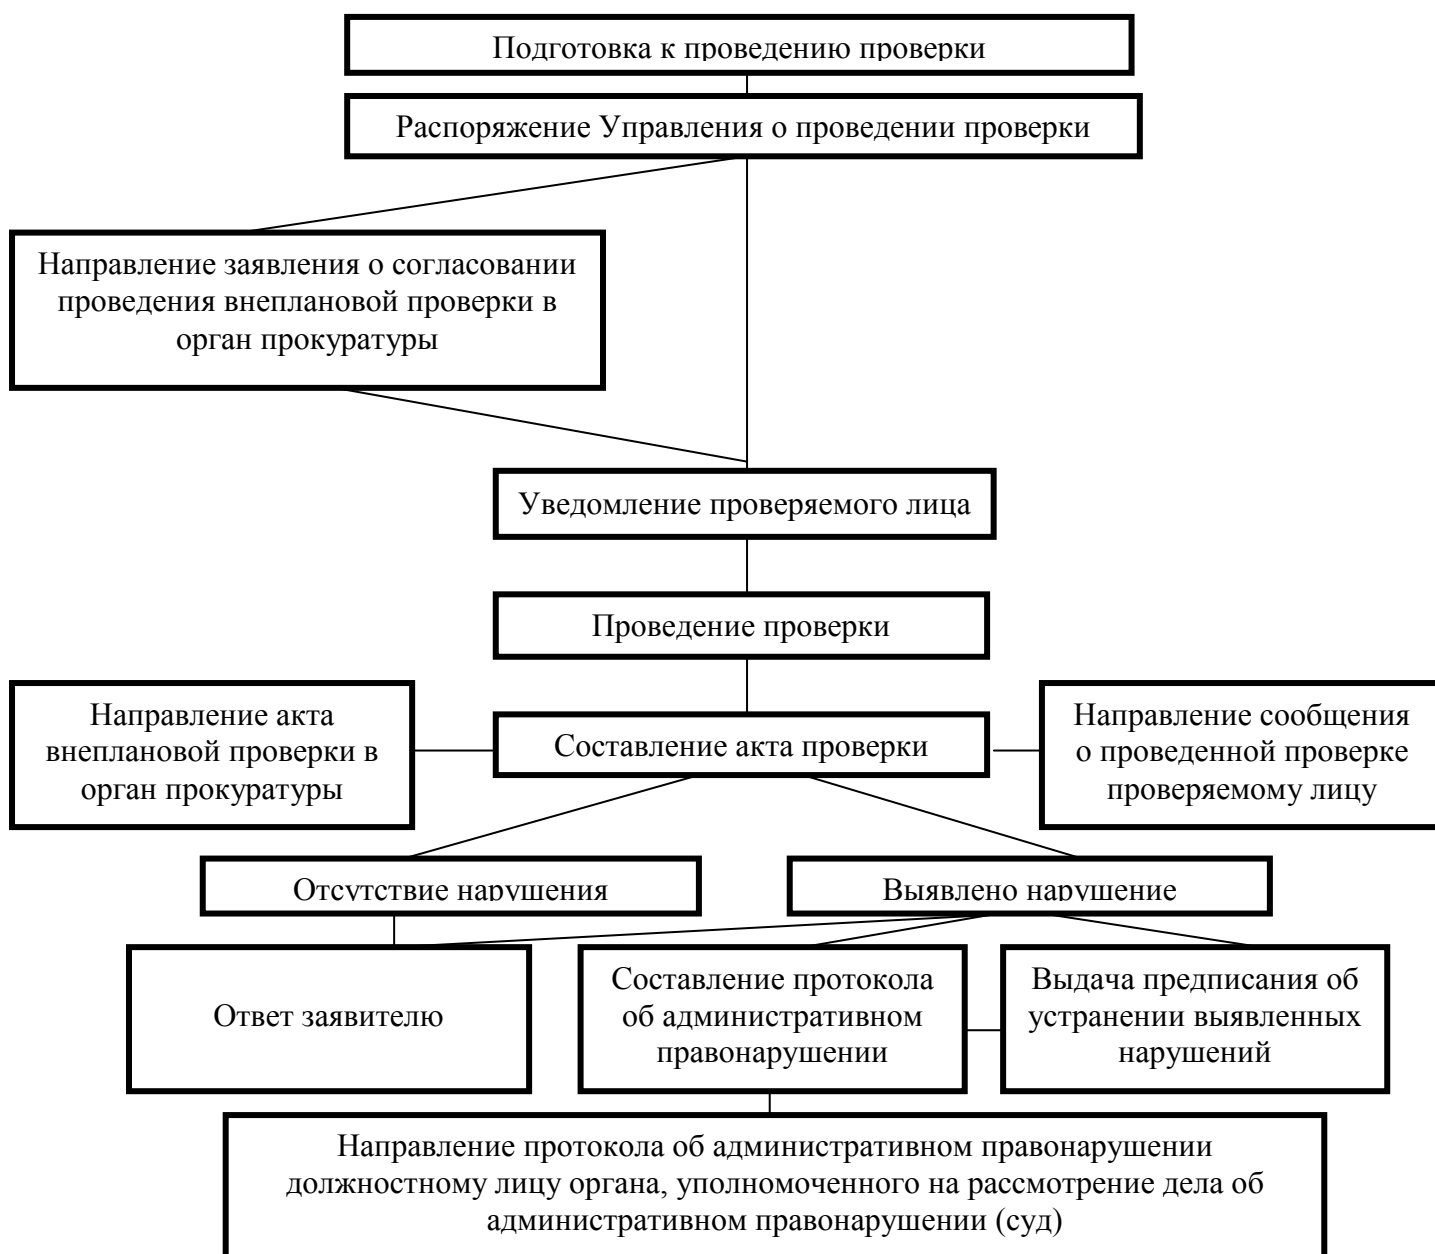 Подготовка к проведению проверки
Распоряжение Управления о проведении проверки
Направление заявления о согласовании
проведения внеплановой проверки в
орган прокуратуры
Уведомление проверяемого лица
Проведение проверки
Направление акта
внеплановой проверки в
орган прокуратуры
Составление акта проверки
Направление сообщения
о проведенной проверке
проверяемому лицу
Отсутствие нарушения
Выявлено нарушение
Ответ заявителю
Составление протокола
об административном
правонарушении
Выдача предписания об
устранении выявленных
нарушений
Направление протокола об административном правонарушении
должностному лицу органа, уполномоченного на рассмотрение дела об
административном правонарушении (суд)